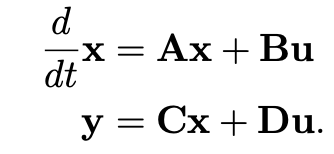 d/dt x = Ax + Bu
y = Cx + Du.